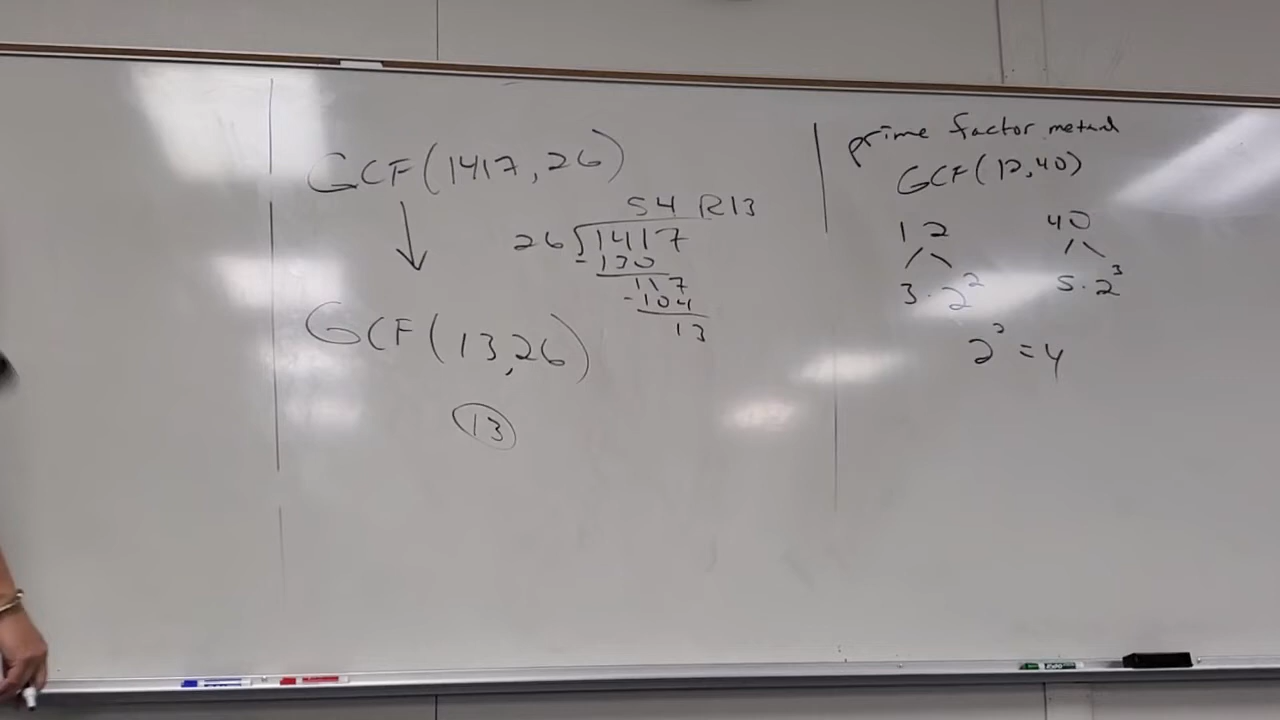 GCF(1417,26)
54 R13
26 1417
-130
117
-104
13
GCF(13,26)
13
prime factor method
GCF(12,40)
12 40
3·2² 5·2³
2²=4